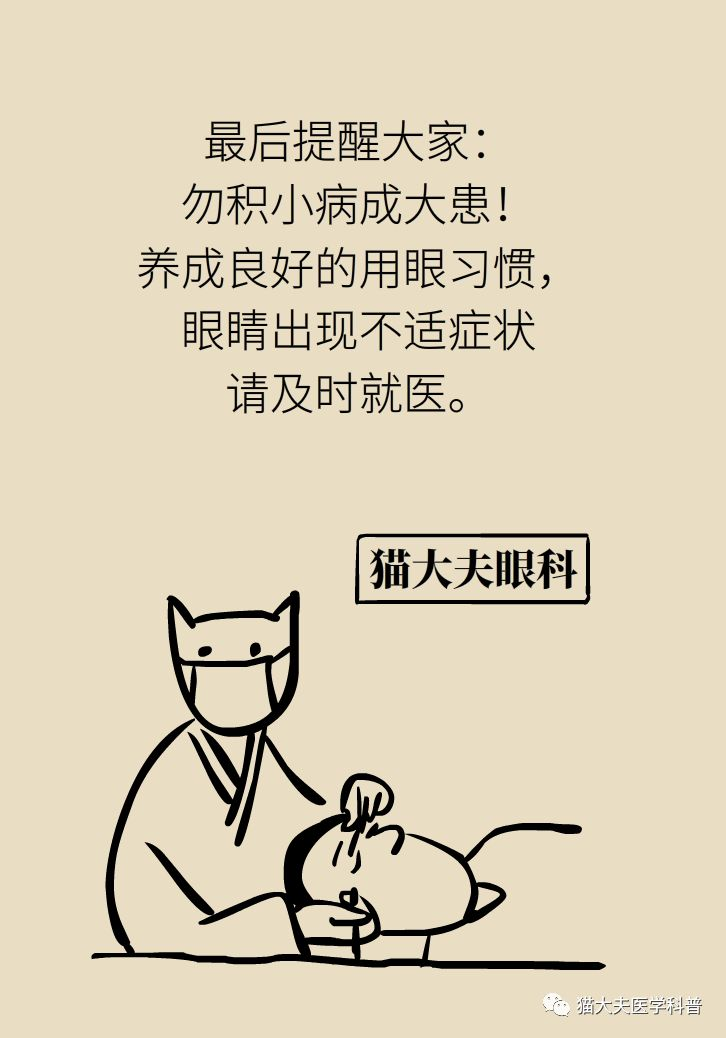 最后提醒大家：
勿积小病成大患！
养成良好的用眼习惯，
眼睛出现不适症状
请及时就医。
猫大夫眼科
猫大夫医学科普